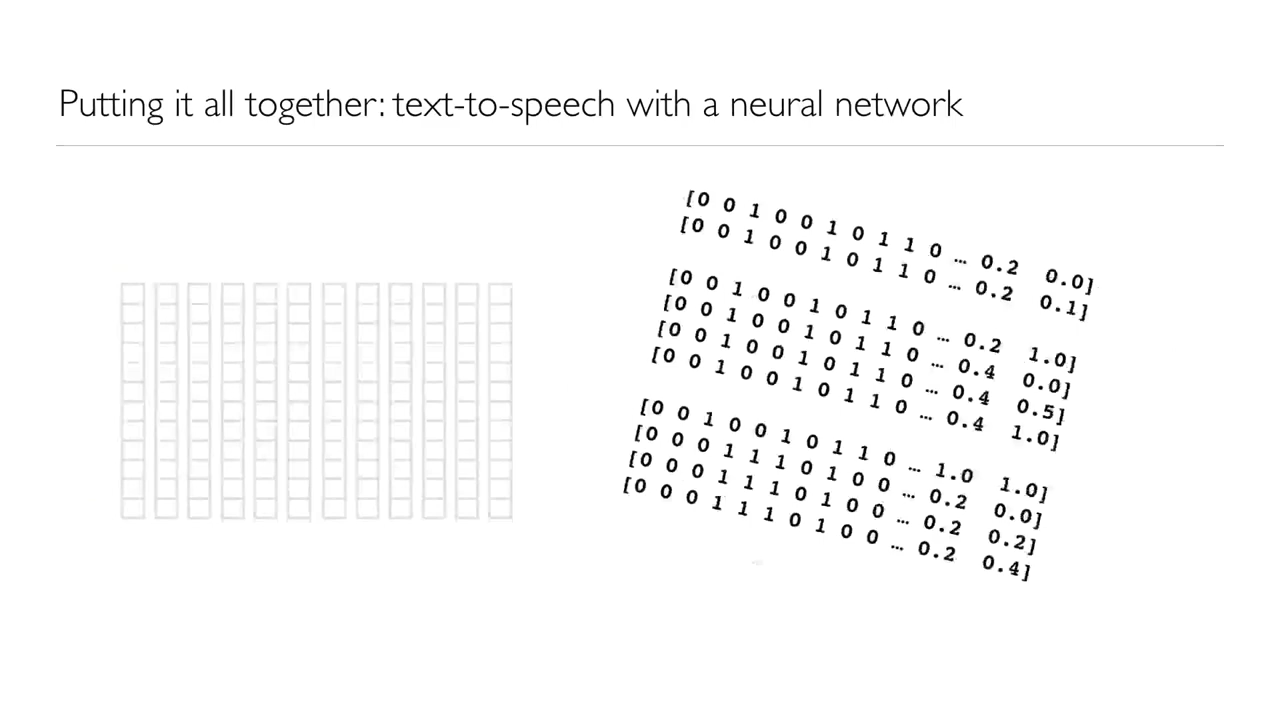 Putting it all together: text-to-speech with a neural network
[0 0 1 0 0 1 0 1 1 0 … 0.2 0.0]
[0 0 1 0 0 1 0 1 1 0 … 0.2 0.1]
[0 0 1 0 0 1 0 1 1 0 … 0.2 1.0]
[0 0 1 0 0 1 0 1 1 0 … 0.4 0.0]
[0 0 1 0 0 1 0 1 1 0 … 0.4 0.5]
[0 0 1 0 0 1 0 1 1 0 … 0.4 1.0]
[0 0 1 0 0 1 0 1 1 0 … 1.0 1.0]
[0 0 0 1 1 1 0 1 0 0 … 0.2 0.0]
[0 0 0 1 1 1 0 1 0 0 … 0.2 0.2]
[0 0 0 1 1 1 0 1 0 0 … 0.2 0.4]